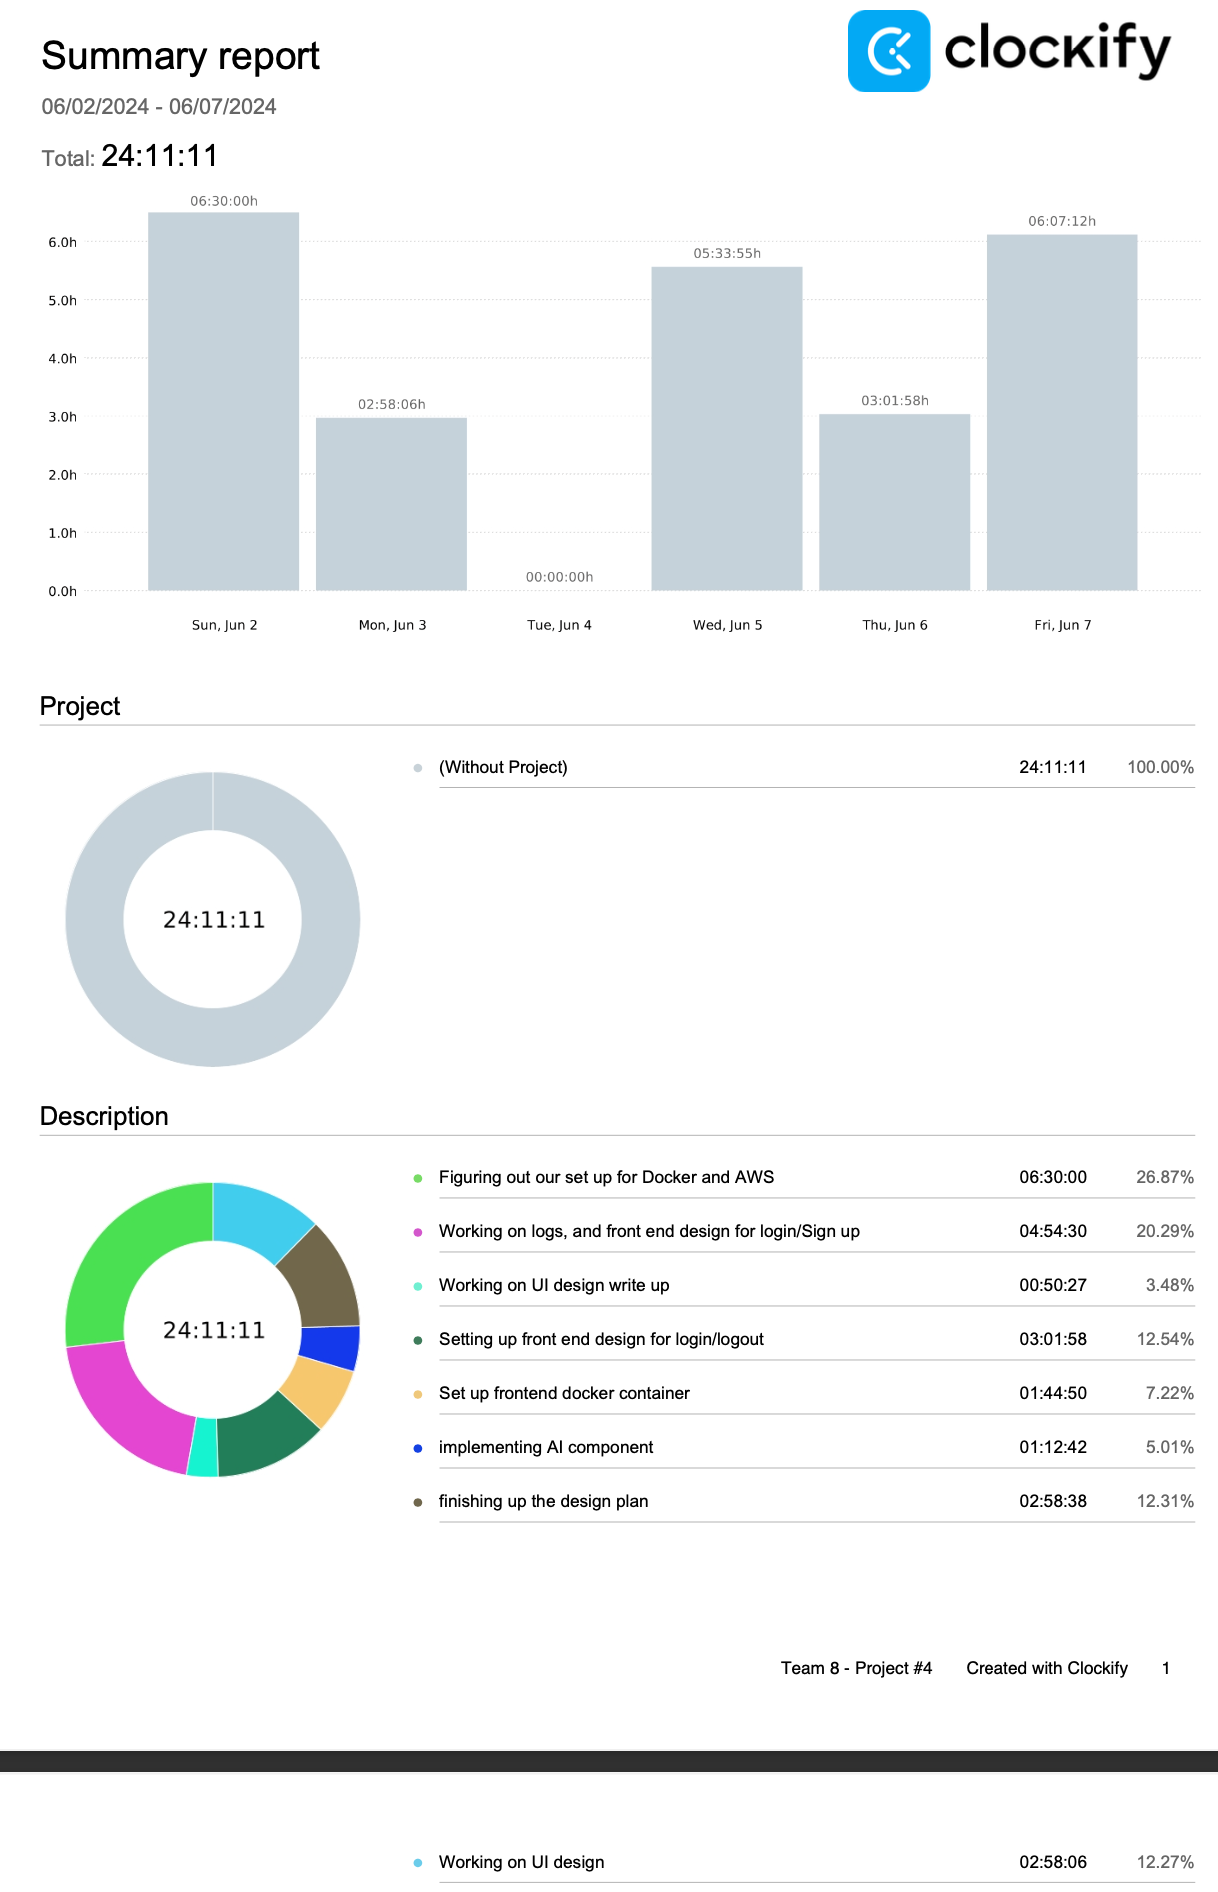 Summary report
clockify
06/02/2024 - 06/07/2024
Total: 24:11:11
06:30:00h
06:07:12h
6.0h
05:33:55h
5.0h
4.0h
03:01:58h
02:58:06h
3.0h
2.0h
1.0h
00:00:00h
0.0h
Sun, Jun 2 Mon, Jun 3 Tue, Jun 4 Wed, Jun 5 Thu, Jun 6 Fri, Jun 7
Project
(Without Project) 24:11:11 100.00%
24:11:11
Description
Figuring out our set up for Docker and AWS 06:30:00 26.87%
Working on logs, and front end design for login/Sign up 04:54:30 20.29%
Working on UI design write up 00:50:27 3.48%
24:11:11
Setting up front end design for login/logout 03:01:58 12.54%
Set up frontend docker container 01:44:50 7.22%
implementing AI component 01:12:42 5.01%
finishing up the design plan 02:58:38 12.31%
Team 8 - Project #4 Created with Clockify 1
Working on UI design 02:58:06 12.27%